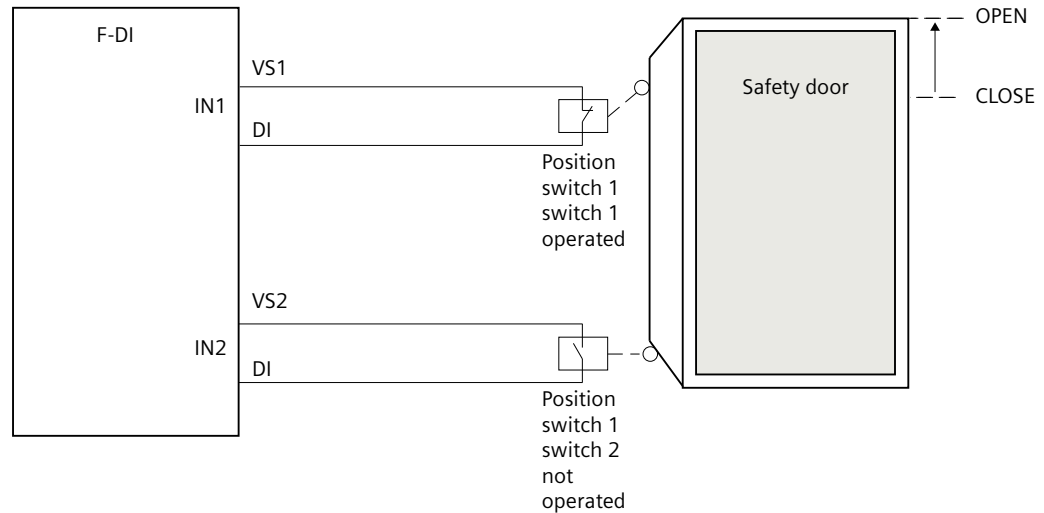 F-DI
OPEN
VS1
Safety door
CLOSE
IN1
DI
Position
switch 1
switch 1
operated
VS2
IN2
DI
Position
switch 1
switch 2
not
operated